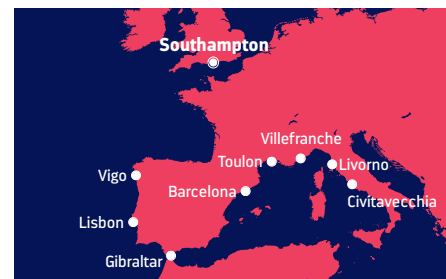 Southampton
Villefranche
Toulon
Livorno
Vigo
Barcelona
Civitavecchia
Lisbon
Gibraltar